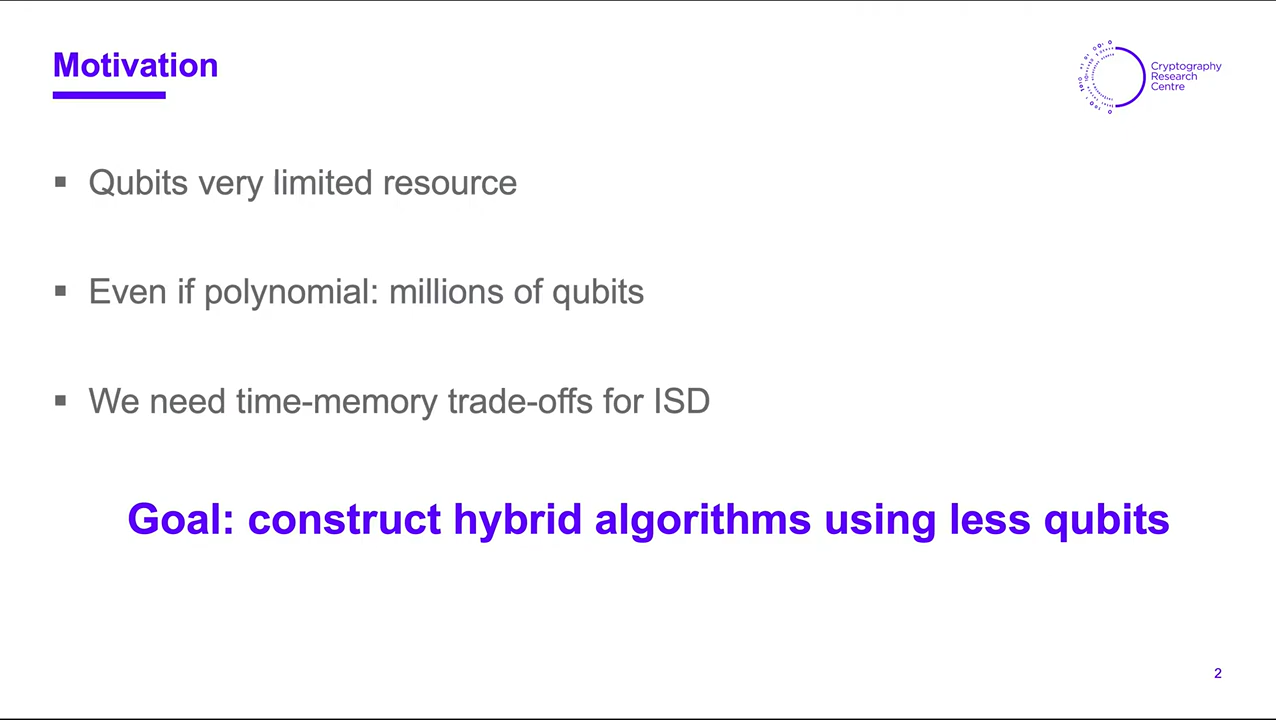 Motivation
Cryptography
Research
Centre
▪ Qubits very limited resource
▪ Even if polynomial: millions of qubits
▪ We need time-memory trade-offs for ISD
Goal: construct hybrid algorithms using less qubits
2